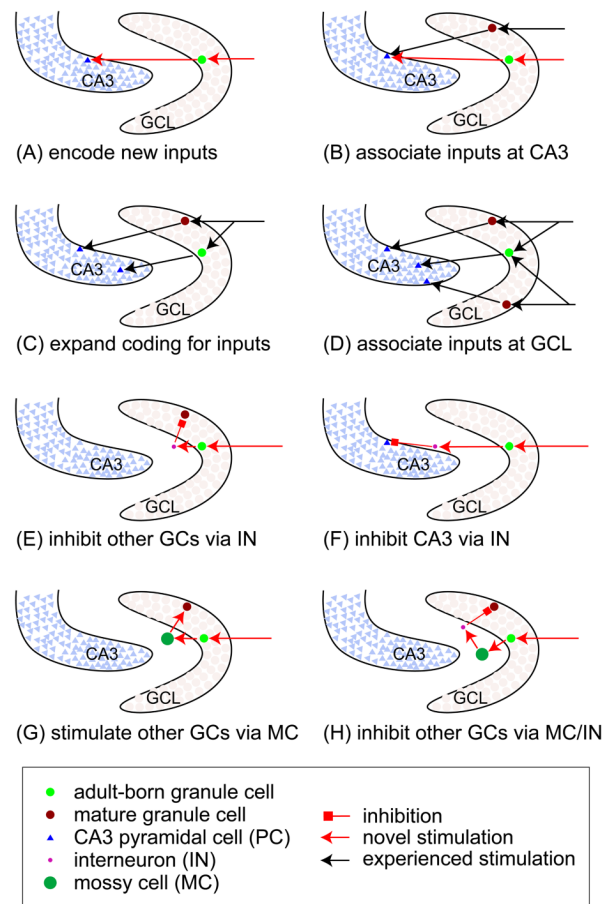 CA3
GCL
(A) encode new inputs
CA3
GCL
(B) associate inputs at CA3
CA3
GCL
(C) expand coding for inputs
CA3
GCL
(D) associate inputs at GCL
CA3
GCL
(E) inhibit other GCs via IN
CA3
GCL
(F) inhibit CA3 via IN
CA3
GCL
(G) stimulate other GCs via MC
CA3
GCL
(H) inhibit other GCs via MC/IN
adult-born granule cell
mature granule cell
CA3 pyramidal cell (PC)
interneuron (IN)
mossy cell (MC)
inhibition
novel stimulation
experienced stimulation